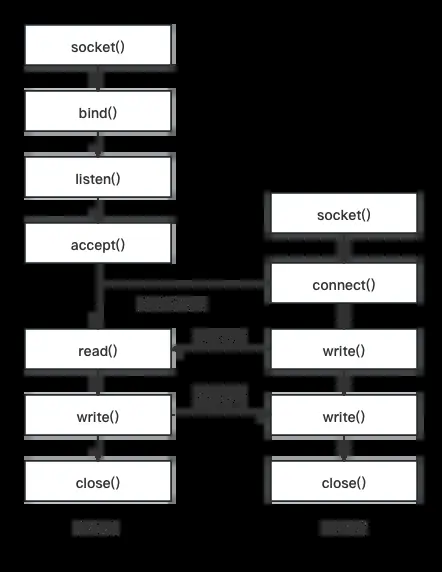 socket()
bind()
listen()
accept()
read()
write()
close()
socket()
connect()
write()
write()
close()